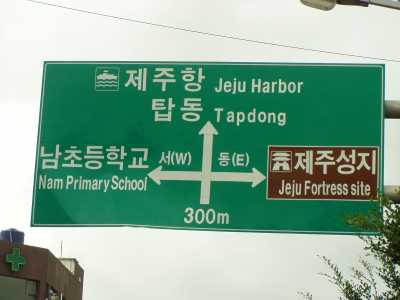 제주항 Jeju Harbor
탑동 Tapdong
남초등학교 서(W) 동(E) 제주성지
Nam Primary School Jeju Fortress site
300m